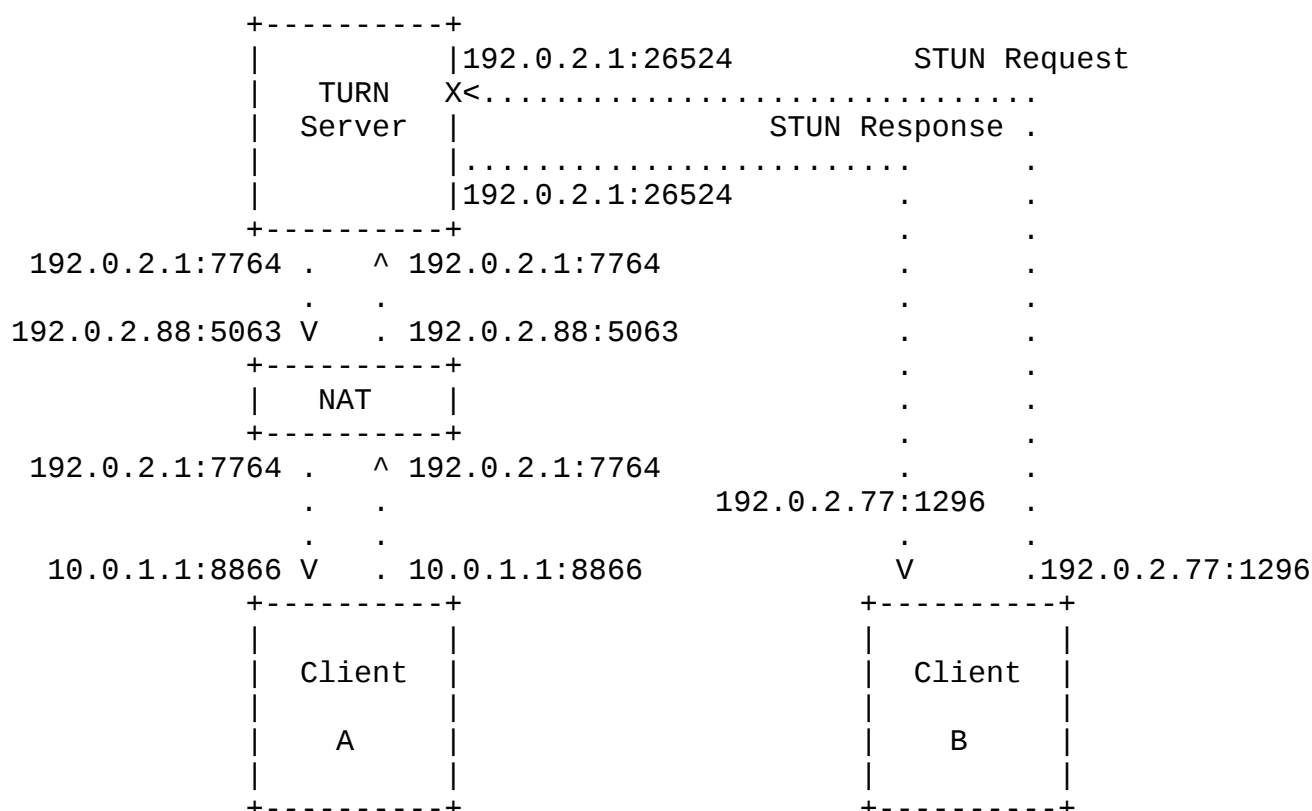 +----------+
|          |192.0.2.1:26524          STUN Request
|   TURN  X<...............................
|  Server  |                 STUN Response .
|          |.........................      .
|          |192.0.2.1:26524         .      .
+----------+                        .      .
192.0.2.1:7764 .   ^ 192.0.2.1:7764             .      .
.   .                          .      .
192.0.2.88:5063 V   . 192.0.2.88:5063            .      .
+----------+                        .      .
|   NAT    |                        .      .
+----------+                        .      .
192.0.2.1:7764 .   ^ 192.0.2.1:7764             .      .
.   .                  192.0.2.77:1296  .
.   .                          .      .
10.0.1.1:8866 V   . 10.0.1.1:8866              V      .192.0.2.77:1296
+----------+                      +----------+
|          |                      |          |
|  Client  |                      |  Client  |
|          |                      |          |
|    A     |                      |    B     |
|          |                      |          |
+----------+                      +----------+